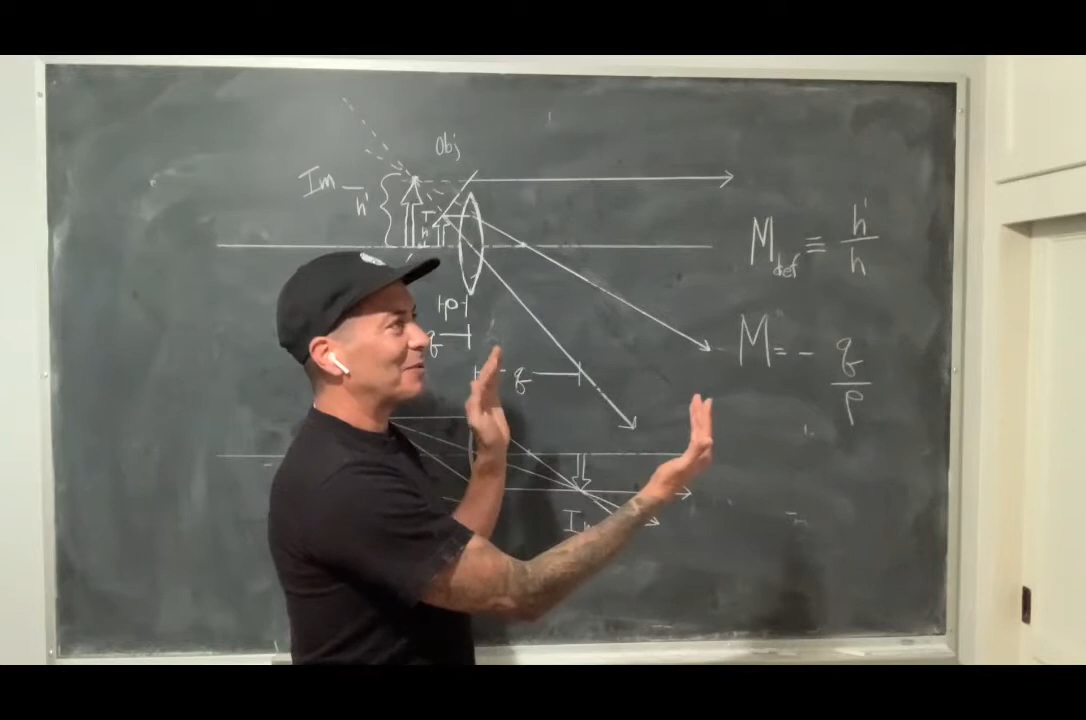 Obj
Im
h'
h
p
q
q
Im
M_def ≡ h'/h
M = - q/p